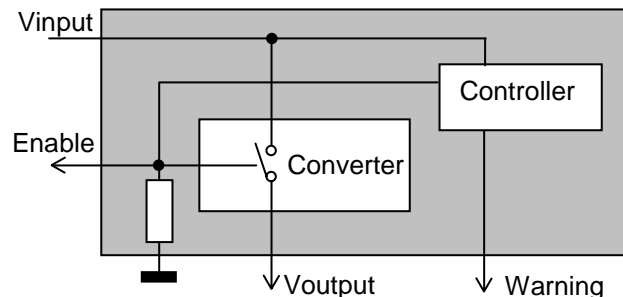 Vinput
Controller
Enable
Converter
Voutput
Warning